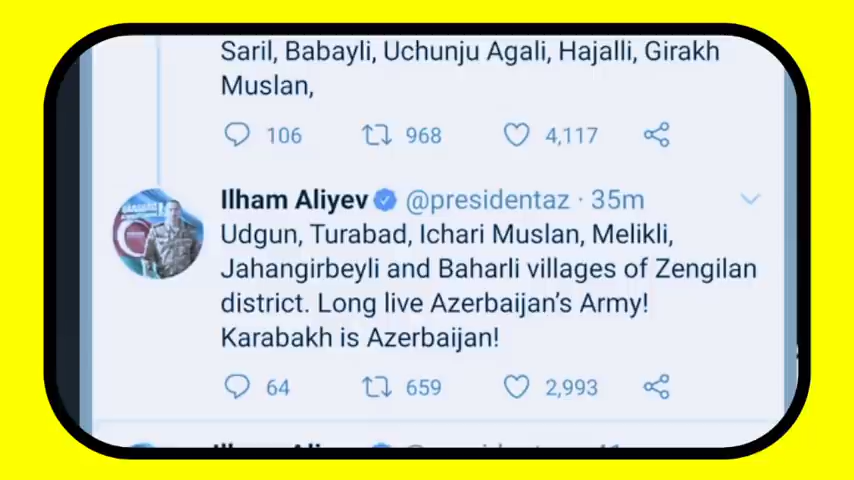 Saril, Babayli, Uchunju Agali, Hajalli, Girakh
Muslan,
106 968 4,117
Ilham Aliyev @presidentaz · 35m
Udgun, Turabad, Ichari Muslan, Melikli,
Jahangirbeyli and Baharli villages of Zengilan
district. Long live Azerbaijan's Army!
Karabakh is Azerbaijan!
64 659 2,993